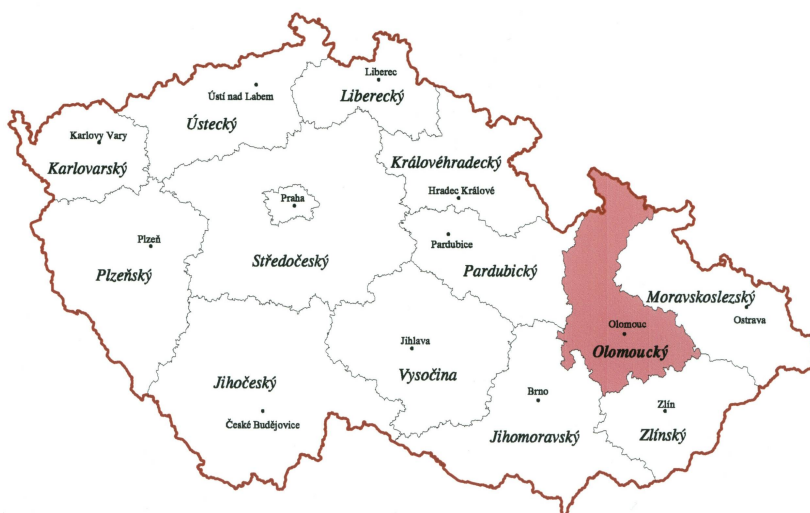 Liberec
Liberecký
Ústí nad Labem
Ústecký
Karlovy Vary
Karlovarský
Královéhradecký
Hradec Králové
Praha
Středočeský
Plzeň
Plzeňský
Pardubice
Pardubický
Moravskoslezský
Ostrava
Olomouc
Olomoucký
Jihlava
Vysočina
Jihočeský
České Budějovice
Brno
Jihomoravský
Zlín
Zlínský